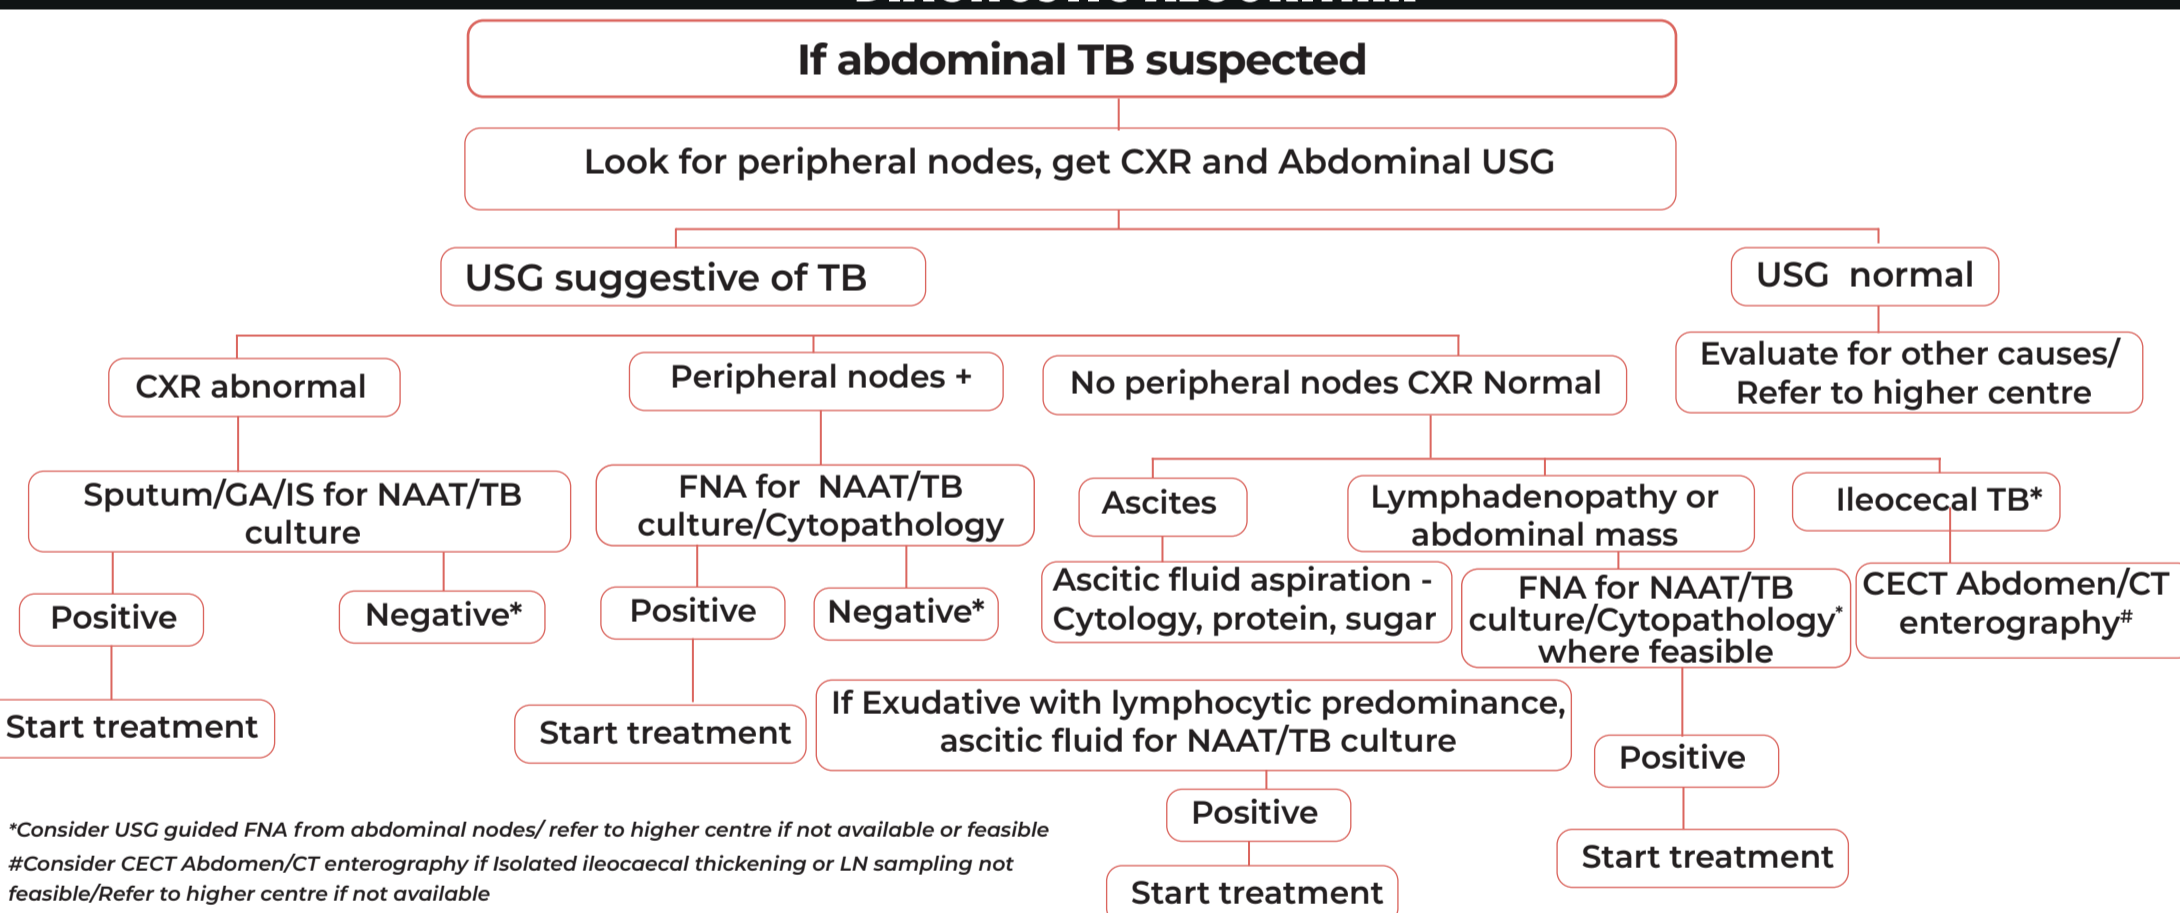 If abdominal TB suspected
Look for peripheral nodes, get CXR and Abdominal USG
USG suggestive of TB
USG normal
Evaluate for other causes/
Refer to higher centre
CXR abnormal
Peripheral nodes +
No peripheral nodes CXR Normal
Sputum/GA/IS for NAAT/TB
culture
FNA for NAAT/TB
culture/Cytopathology
Ascites
Lymphadenopathy or
abdominal mass
Ileocecal TB*
Positive
Negative*
Positive
Negative*
Ascitic fluid aspiration -
Cytology, protein, sugar
FNA for NAAT/TB
culture/Cytopathology*
where feasible
CECT Abdomen/CT
enterography#
Start treatment
Start treatment
If Exudative with lymphocytic predominance,
ascitic fluid for NAAT/TB culture
Positive
Positive
Start treatment
Start treatment
*Consider USG guided FNA from abdominal nodes/ refer to higher centre if not available or feasible
#Consider CECT Abdomen/CT enterography if Isolated ileocaecal thickening or LN sampling not
feasible/Refer to higher centre if not available